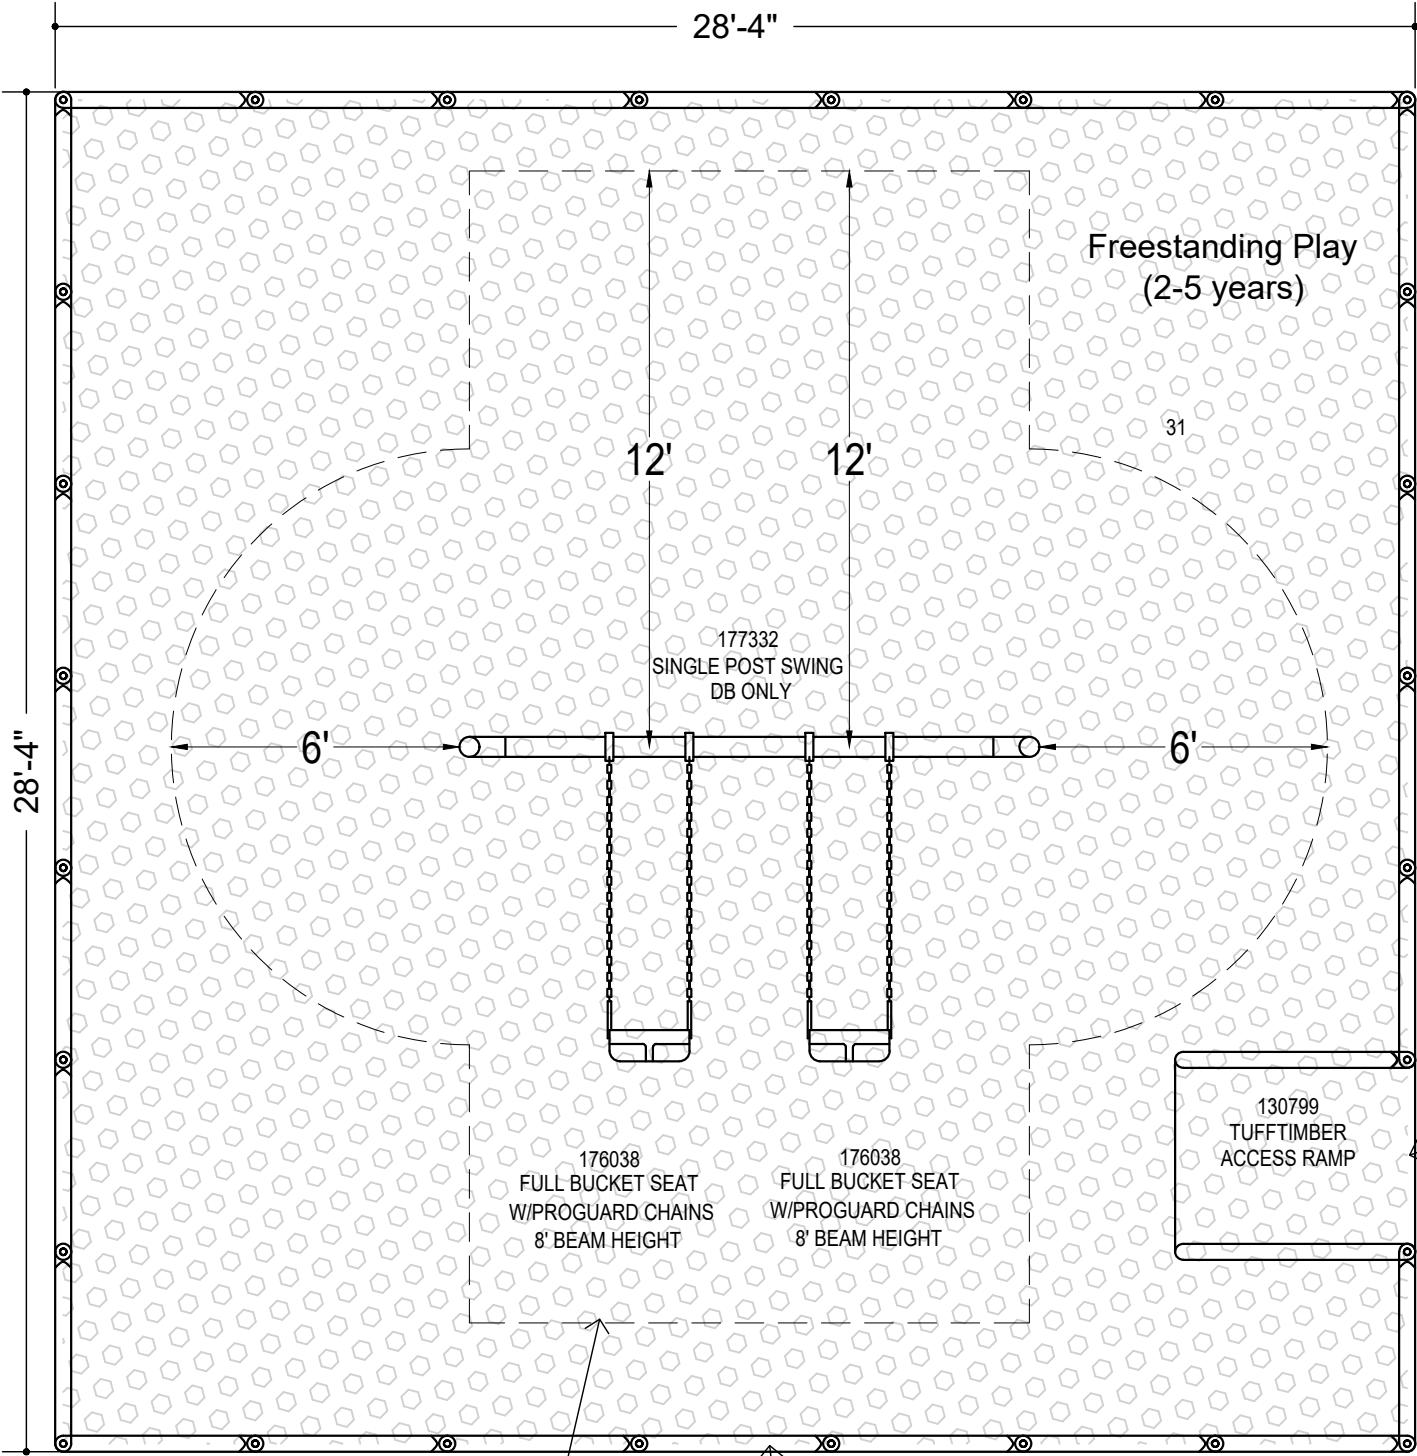 28'-4"
Freestanding Play
(2-5 years)
31
12'
12'
177332
SINGLE POST SWING
DB ONLY
28'-4"
6'
6'
130799
TUFFTIMBER
ACCESS RAMP
176038
FULL BUCKET SEAT
W/PROGUARD CHAINS
8' BEAM HEIGHT
176038
FULL BUCKET SEAT
W/PROGUARD CHAINS
8' BEAM HEIGHT